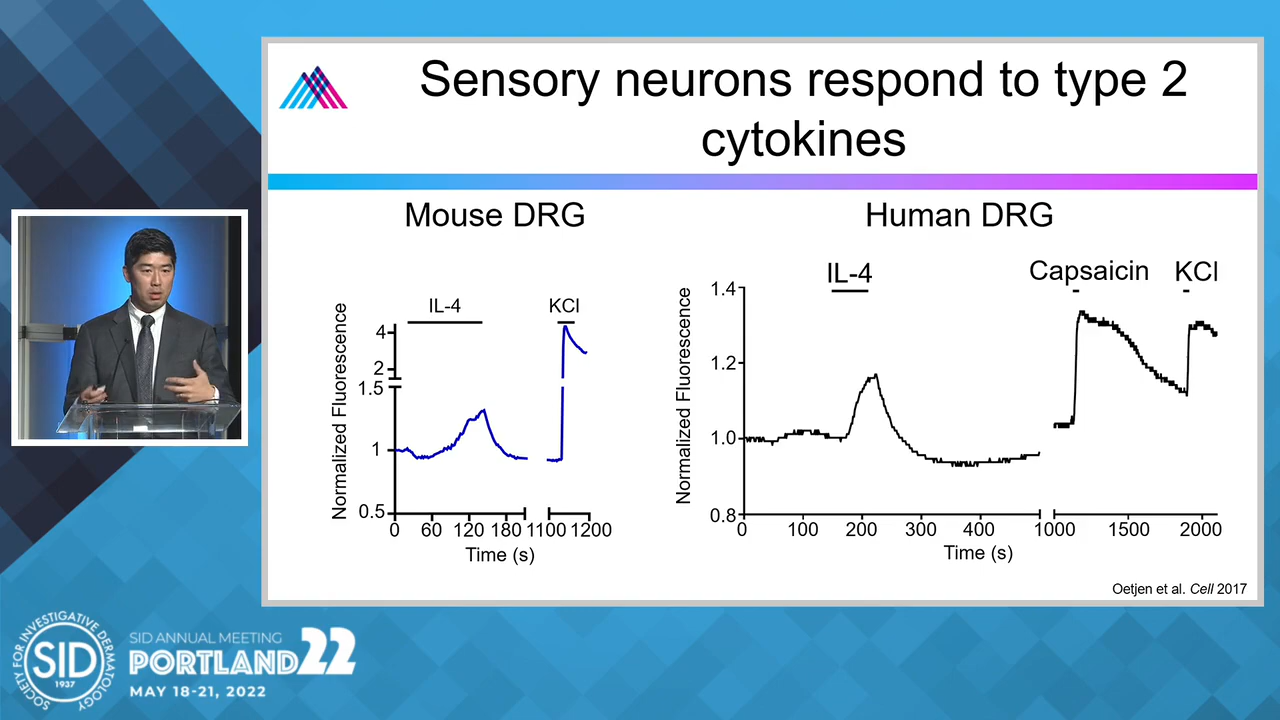 Sensory neurons respond to type 2
cytokines
Mouse DRG
Human DRG
IL-4
KCl
Normalized Fluorescence
4
2
1.5
1
0.5
0 60 120 180 1100 1200
Time (s)
IL-4
Capsaicin
KCl
Normalized Fluorescence
1.4
1.2
1.0
0.8
0 100 200 300 400 1000 1500 2000
Time (s)
Oetjen et al. Cell 2017
SOCIETY FOR INVESTIGATIVE DERMATOLOGY
SID
1937
SID ANNUAL MEETING
PORTLAND 22
MAY 18-21, 2022